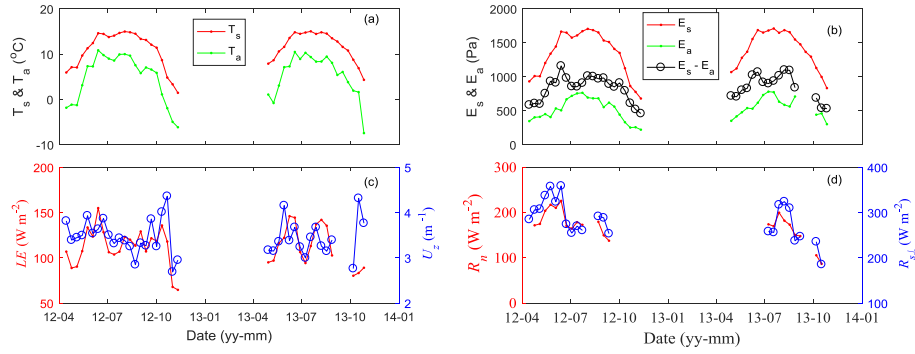 (a)
T_s
T_a
T_s & T_a (°C)
20
10
0
-10
(b)
E_s
E_a
E_s - E_a
E_s & E_a (Pa)
2000
1500
1000
500
0
(c)
LE (W m^-2)
200
150
100
50
U_z (m^-1)
5
4
3
2
12-04 12-07 12-10 13-01 13-04 13-07 13-10 14-01
Date (yy-mm)
(d)
R_n (W m^-2)
300
200
100
0
R_s↓ (W m^-2)
400
300
200
100
12-04 12-07 12-10 13-01 13-04 13-07 13-10 14-01
Date (yy-mm)